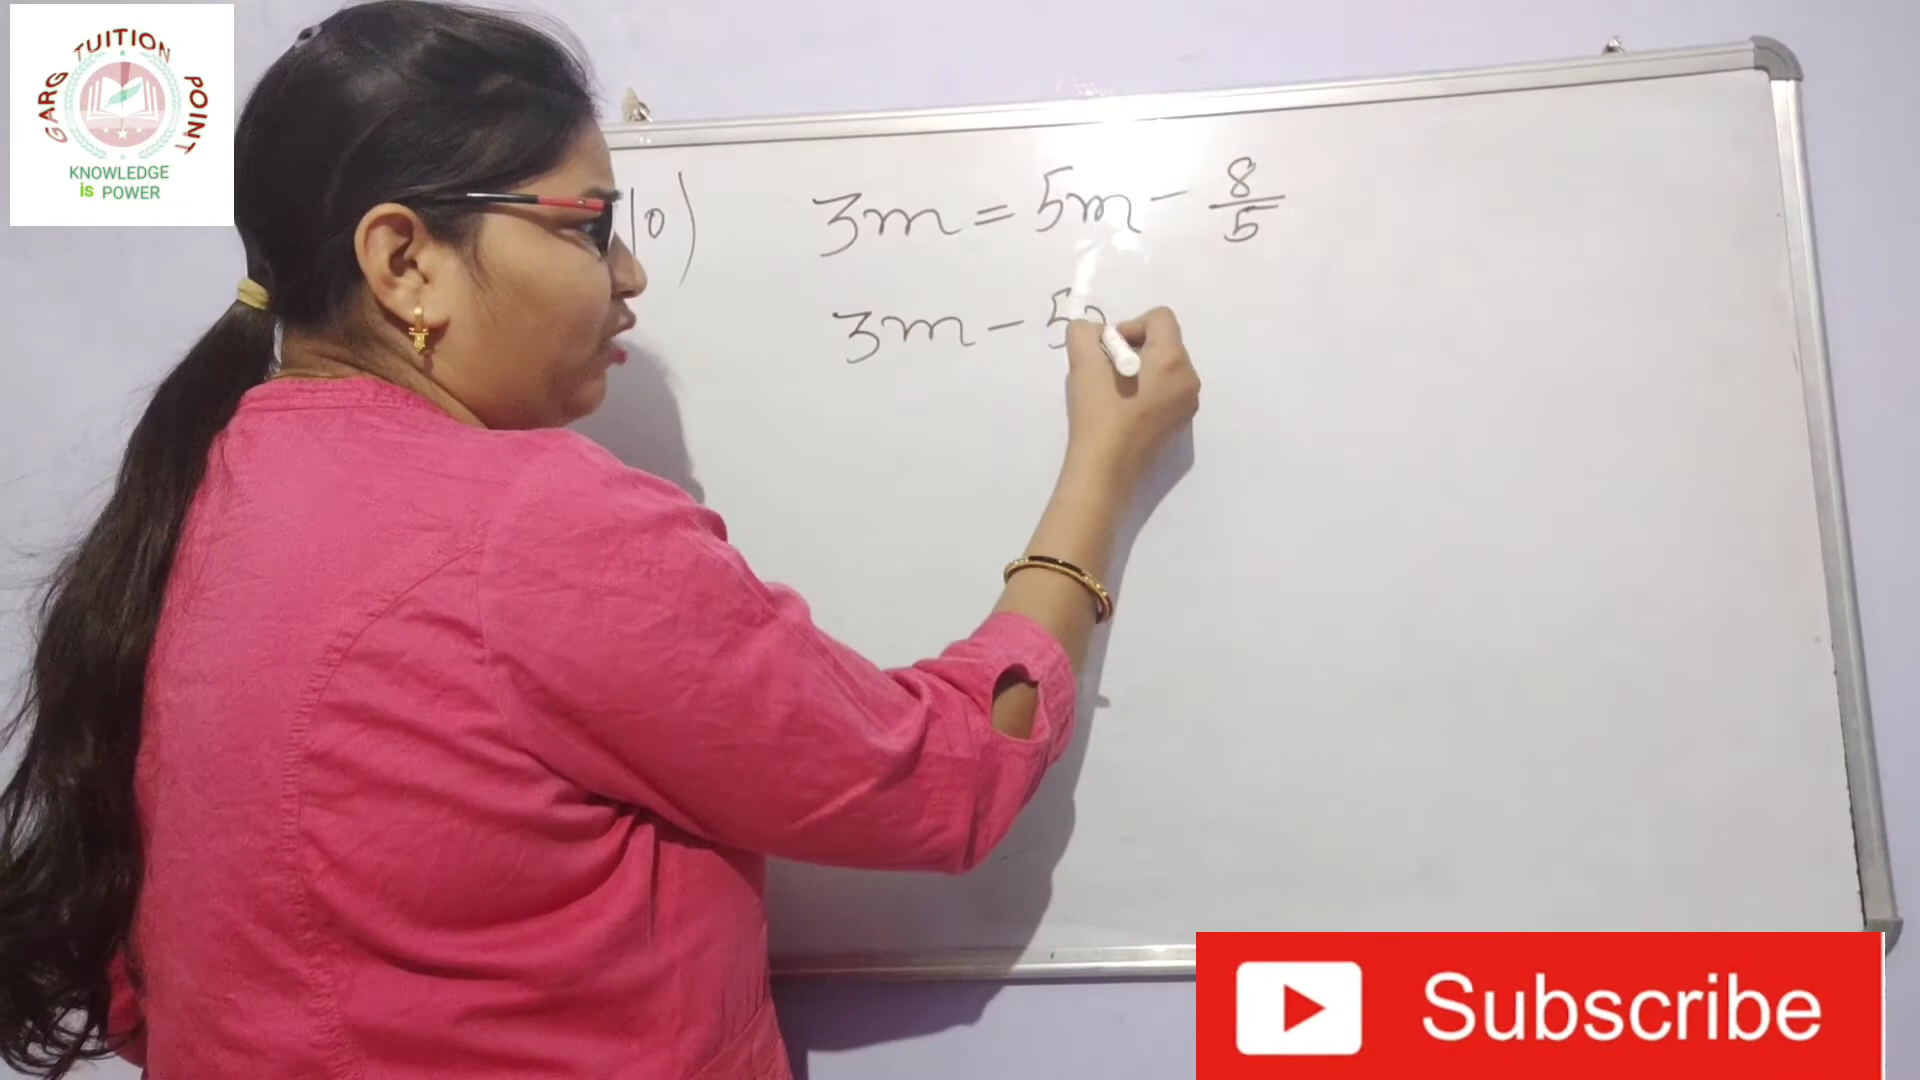 GARG TUITION POINT
KNOWLEDGE
is POWER
10)
3m = 5m - 8/5
3m - 5
Subscribe